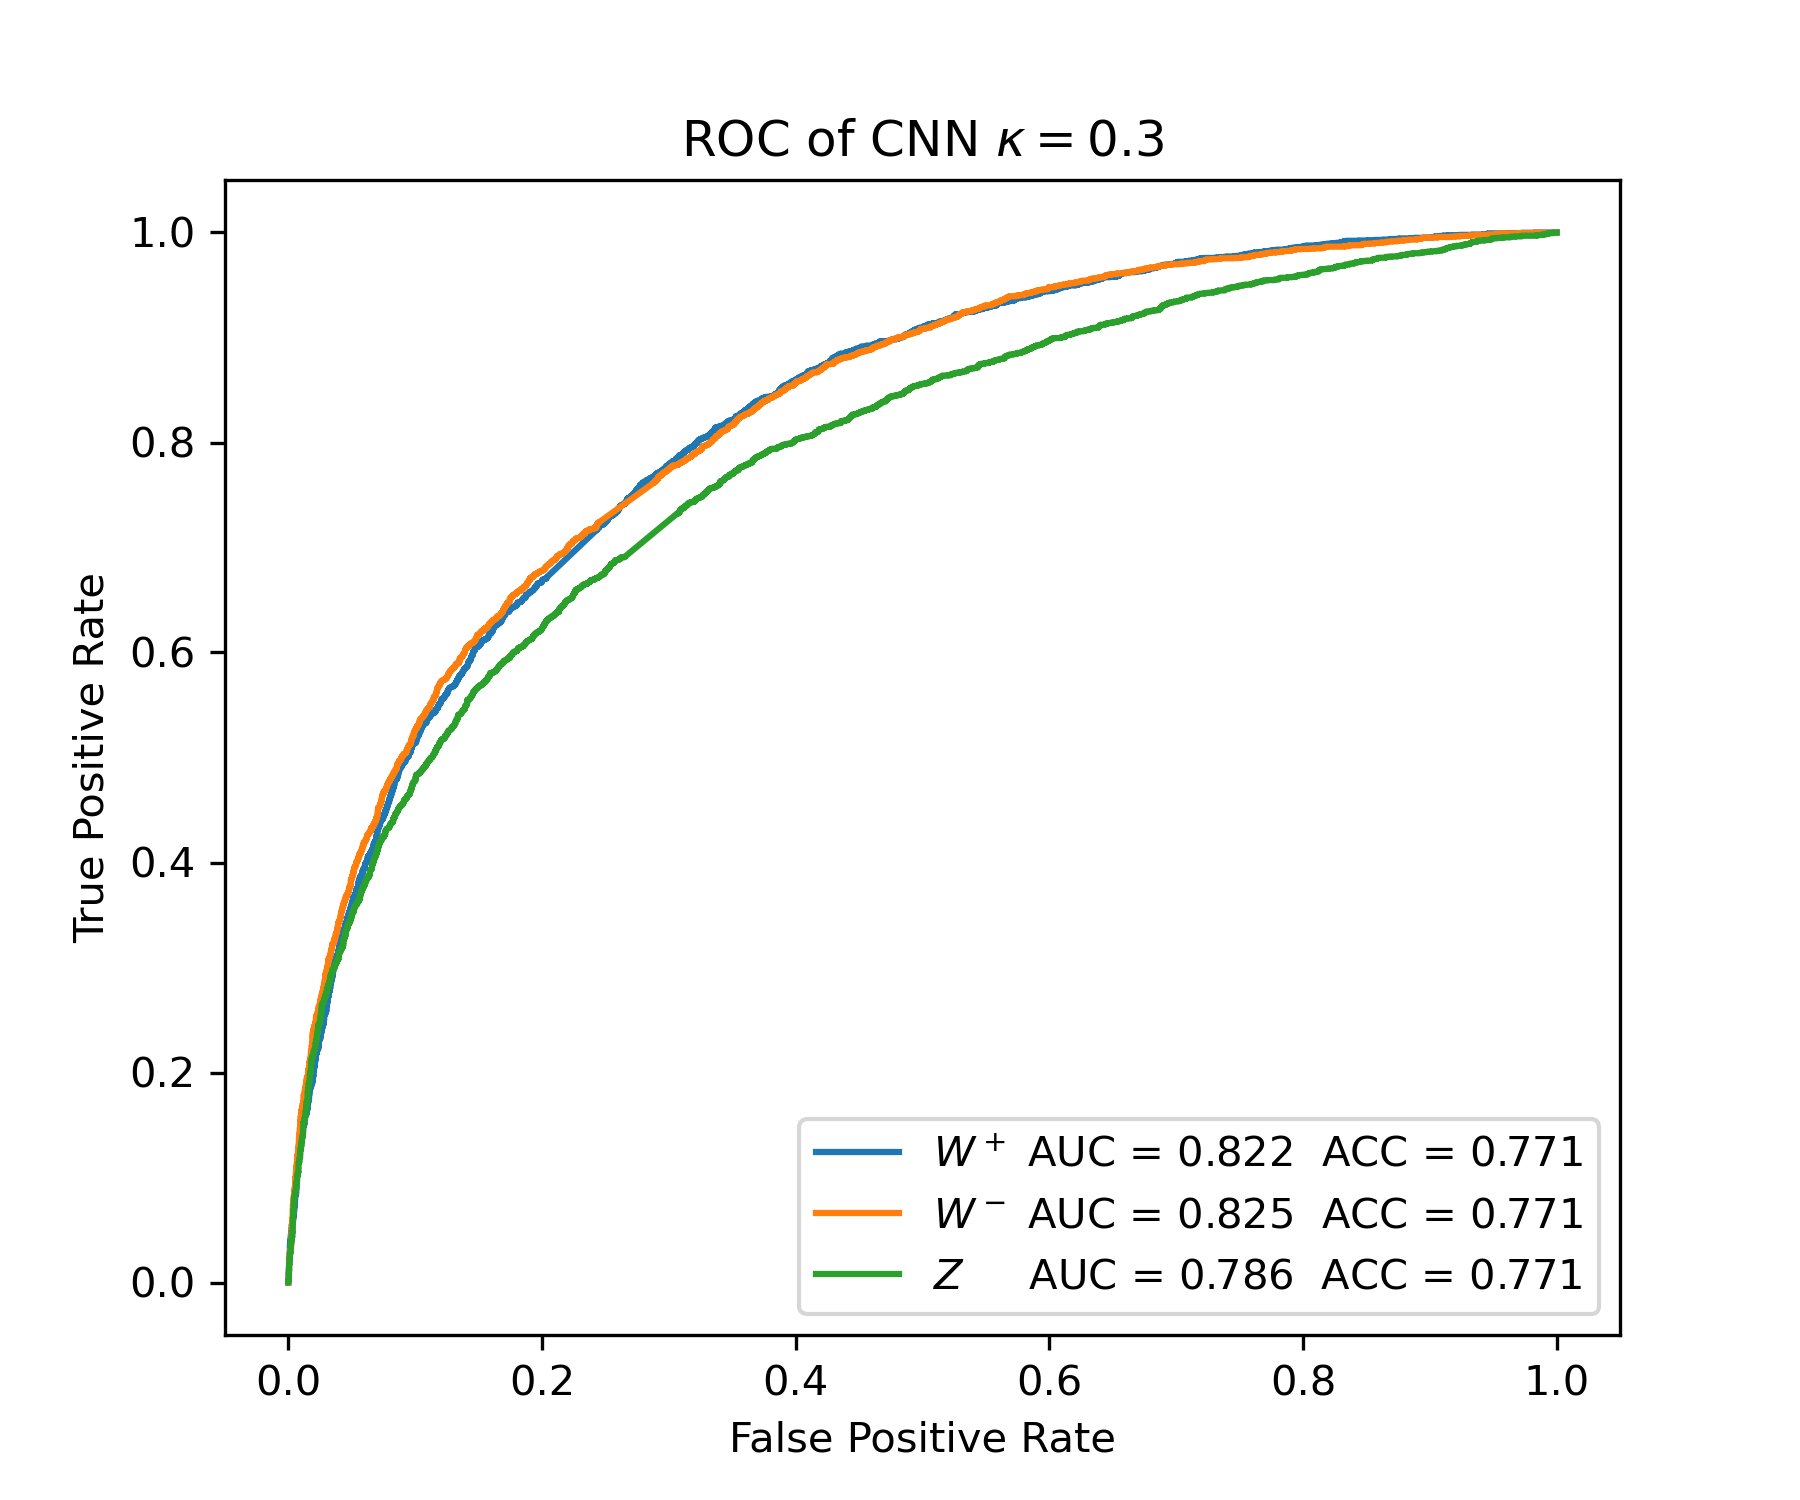 ROC of CNN κ = 0.3
1.0
0.8
0.6
0.4
0.2
0.0
True Positive Rate
W⁺ AUC = 0.822 ACC = 0.771
W⁻ AUC = 0.825 ACC = 0.771
Z AUC = 0.786 ACC = 0.771
0.0 0.2 0.4 0.6 0.8 1.0
False Positive Rate